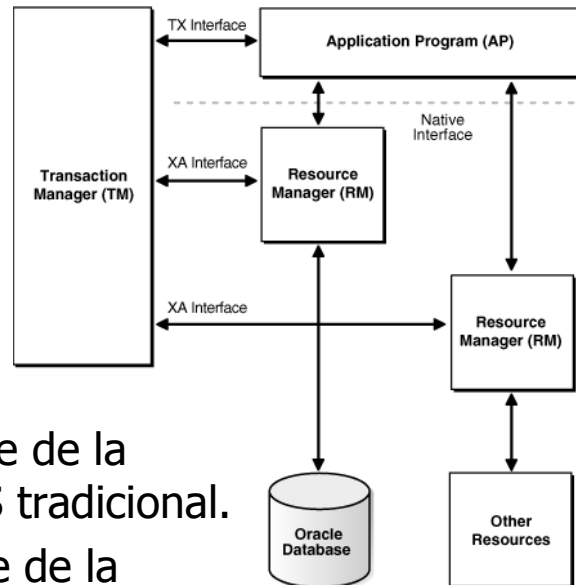 TX Interface
Application Program (AP)
Native
Interface
XA Interface
Transaction
Manager (TM)
Resource
Manager (RM)
XA Interface
Resource
Manager (RM)
e de la
tradicional.
e de la
Oracle
Database
Other
Resources